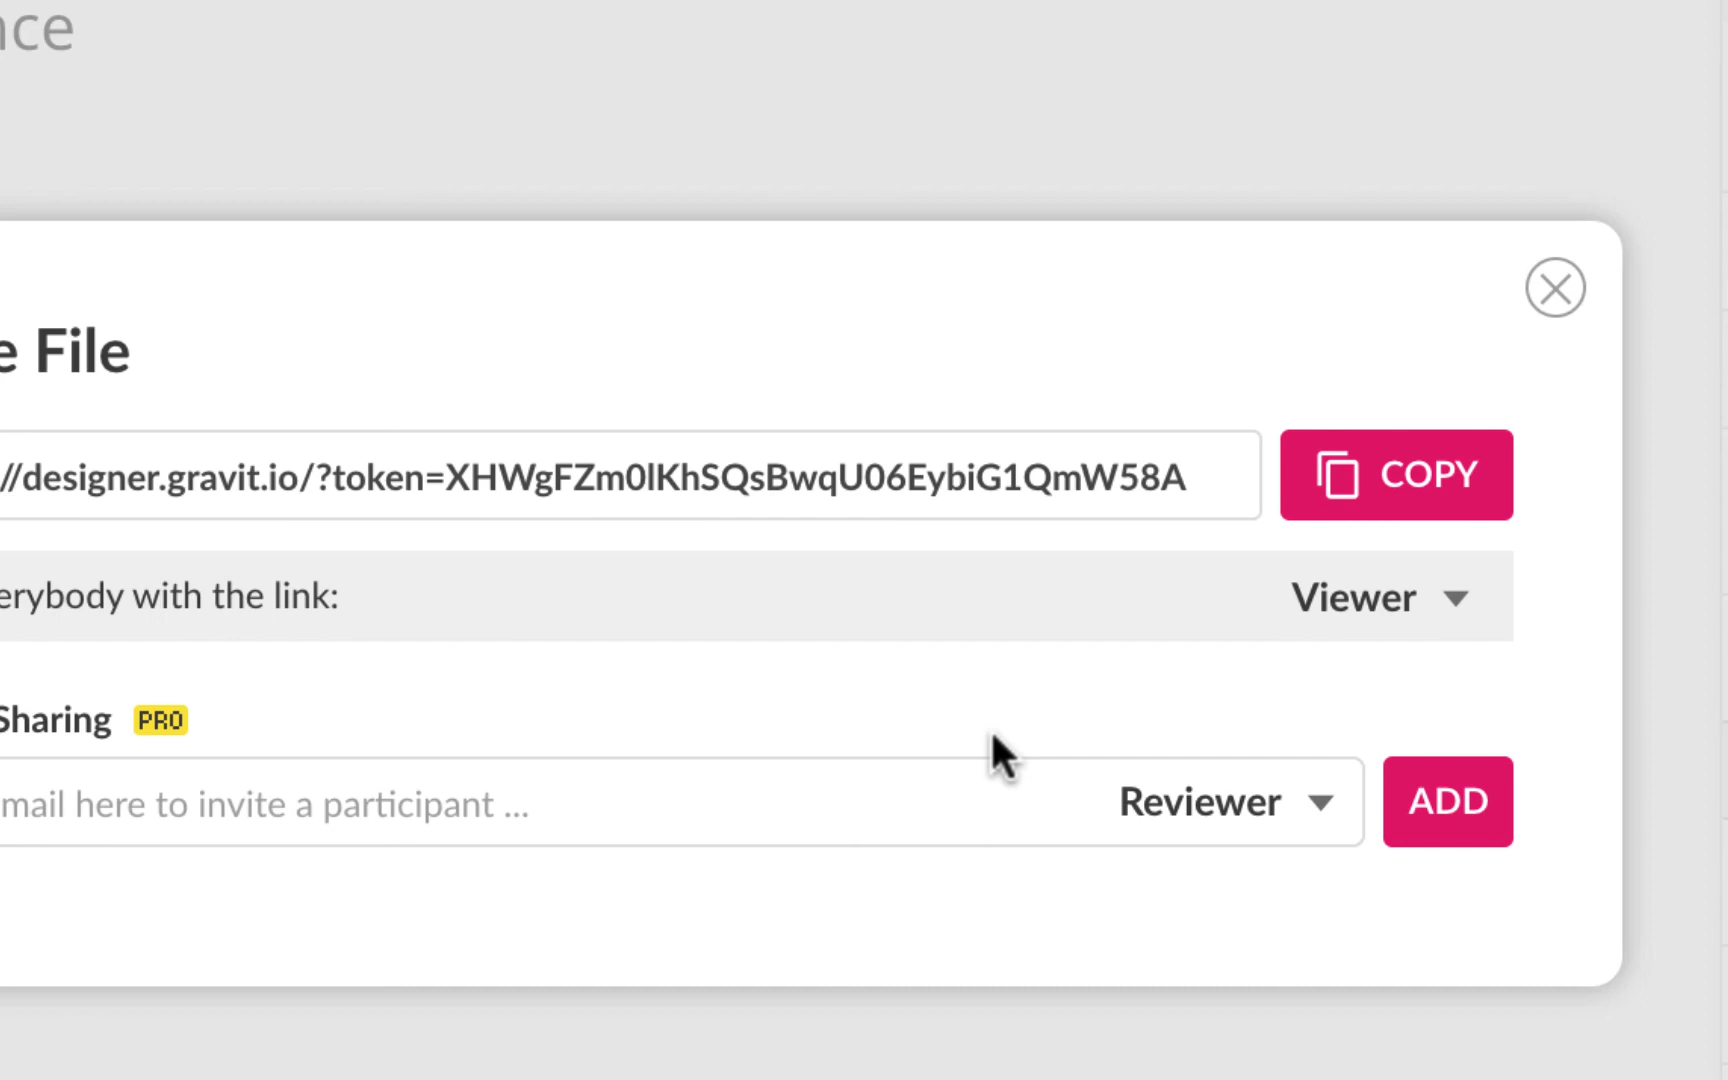 nce
e File
//designer.gravit.io/?token=XHWgFZm0lKhSQsBwqU06EybiG1QmW58A COPY
erybody with the link: Viewer
Sharing PRO
mail here to invite a participant ... Reviewer ADD